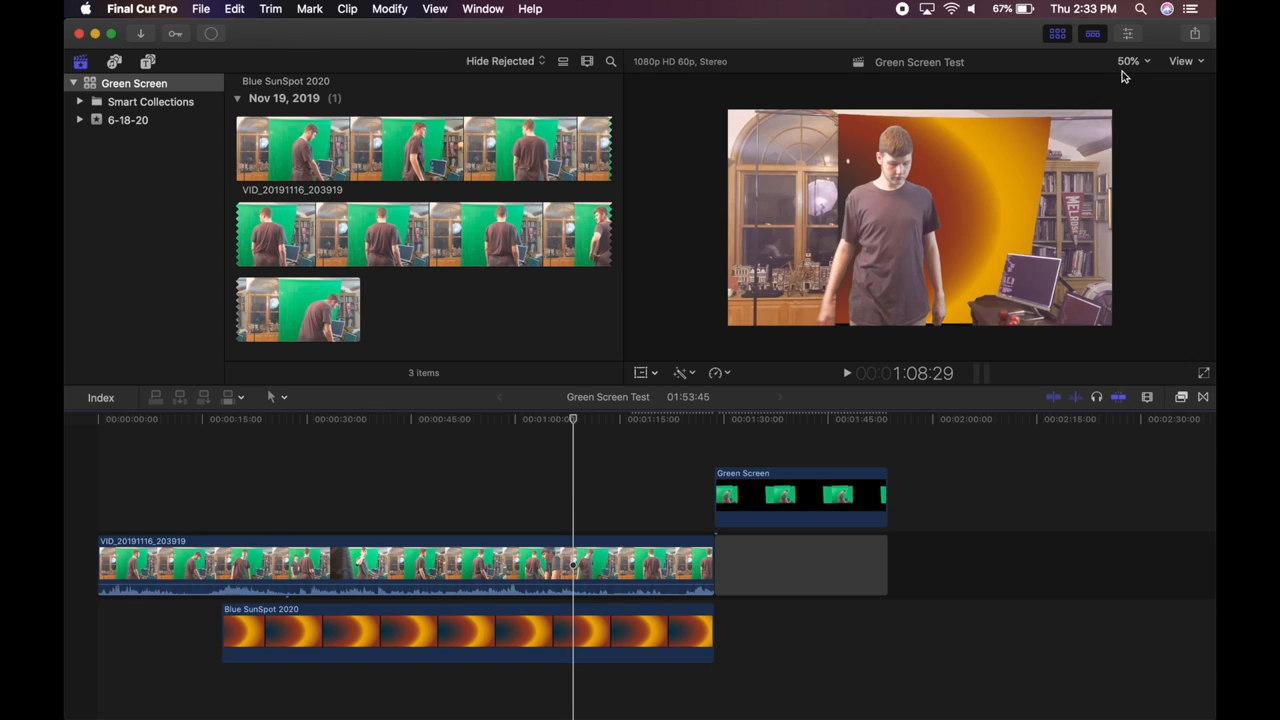 Final Cut Pro File Edit Trim Mark Clip Modify View Window Help 67% Thu 2:33 PM
Hide Rejected 1080p HD 60p, Stereo Green Screen Test 50% View
Green Screen
Smart Collections
6-18-20
Blue SunSpot 2020
Nov 19, 2019 (1)
VID_20191116_203919
MELROSE
3 items
00:00:01:08:29
Index Green Screen Test 01:53:45
00:00:00:00 00:00:15:00 00:00:30:00 00:00:45:00 00:01:00:00 00:01:15:00 00:01:30:00 00:01:45:00 00:02:00:00 00:02:15:00 00:02:30:00
Green Screen
VID_20191116_203919
Blue SunSpot 2020